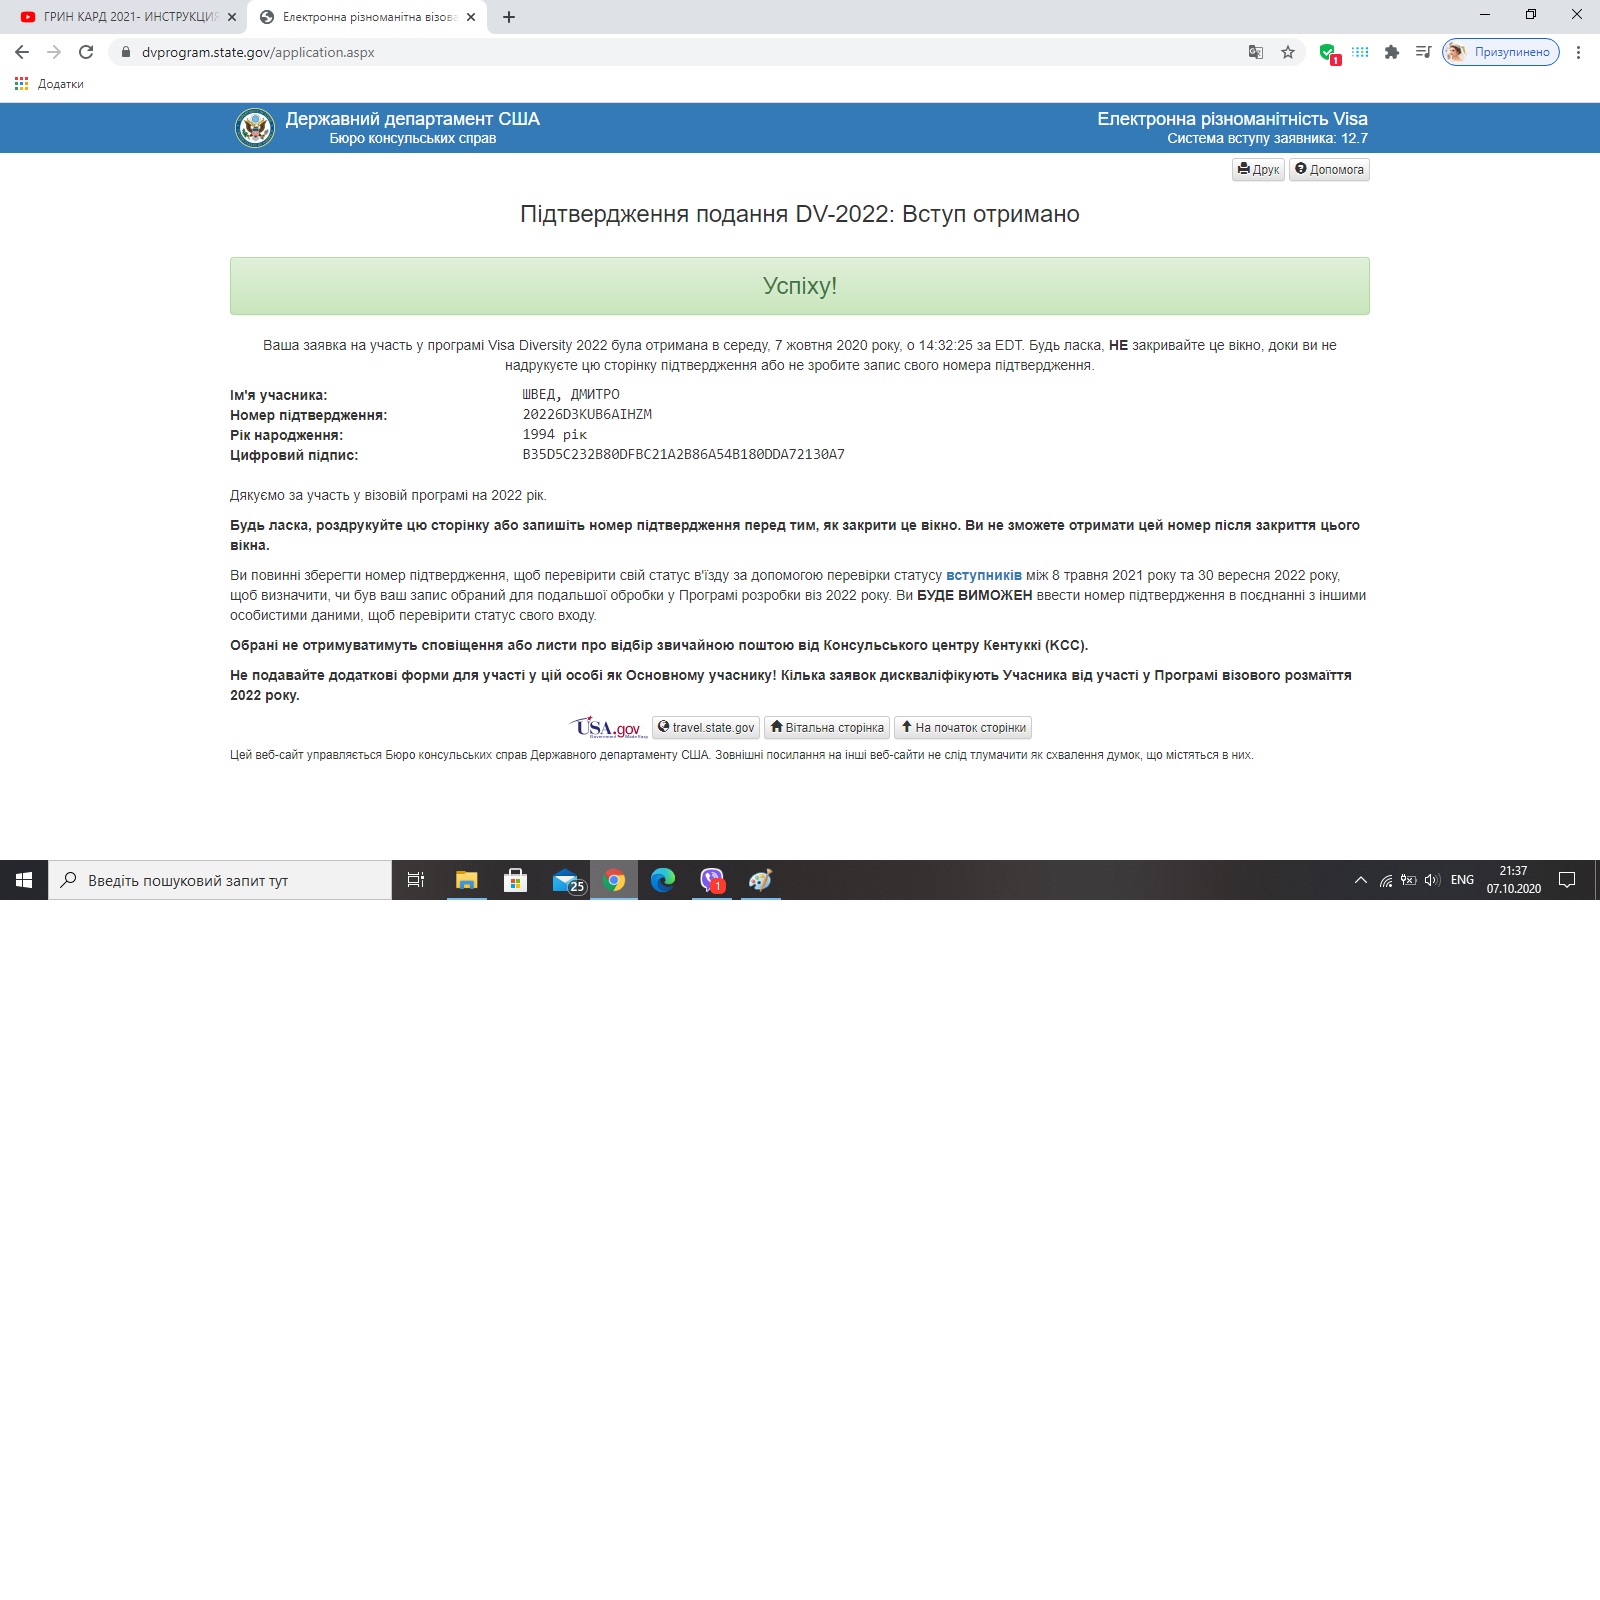 ГРИН КАРД 2021- ИНСТРУКЦИЯ
Електронна різноманітна візова
dvprogram.state.gov/application.aspx
1
Призупинено
Додатки
Державний департамент США
Бюро консульських справ
Електронна різноманітність Visa
Система вступу заявника: 12.7
Друк
Допомога
Підтвердження подання DV-2022: Вступ отримано
Успіху!
Ваша заявка на участь у програмі Visa Diversity 2022 була отримана в середу, 7 жовтня 2020 року, о 14:32:25 за EDT. Будь ласка, НЕ закривайте це вікно, доки ви не
надрукуєте цю сторінку підтвердження або не зробите запис свого номера підтвердження.
Ім'я учасника: ШВЕД, ДМИТРО
Номер підтвердження: 20226D3KUB6AIHZM
Рік народження: 1994 рік
Цифровий підпис: B35D5C232B80DFBC21A2B86A54B180DDA72130A7
Дякуємо за участь у візовій програмі на 2022 рік.
Будь ласка, роздрукуйте цю сторінку або запишіть номер підтвердження перед тим, як закрити це вікно. Ви не зможете отримати цей номер після закриття цього
вікна.
Ви повинні зберегти номер підтвердження, щоб перевірити свій статус в'їзду за допомогою перевірки статусу вступників між 8 травня 2021 року та 30 вересня 2022 року,
щоб визначити, чи був ваш запис обраний для подальшої обробки у Програмі розробки віз 2022 року. Ви БУДЕ ВИМОЖЕН ввести номер підтвердження в поєднанні з іншими
особистими даними, щоб перевірити статус свого входу.
Обрані не отримуватимуть сповіщення або листи про відбір звичайною поштою від Консульського центру Кентуккі (KCC).
Не подавайте додаткові форми для участі у цій особі як Основному учаснику! Кілька заявок дискваліфікують Учасника від участі у Програмі візового розмаїття
2022 року.
USA.gov
travel.state.gov
Вітальна сторінка
На початок сторінки
Цей веб-сайт управляється Бюро консульських справ Державного департаменту США. Зовнішні посилання на інші веб-сайти не слід тлумачити як схвалення думок, що містяться в них.
Введіть пошуковий запит тут
25
1
ENG
21:37
07.10.2020